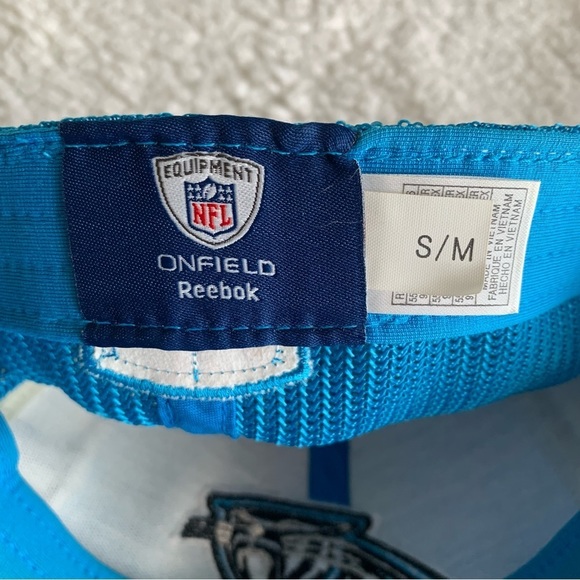 EQUIPMENT
NFL
ONFIELD
Reebok
S/M
MADE IN VIETNAM
FABRIQUE EN VIETNAM
HECHO EN VIETNAM